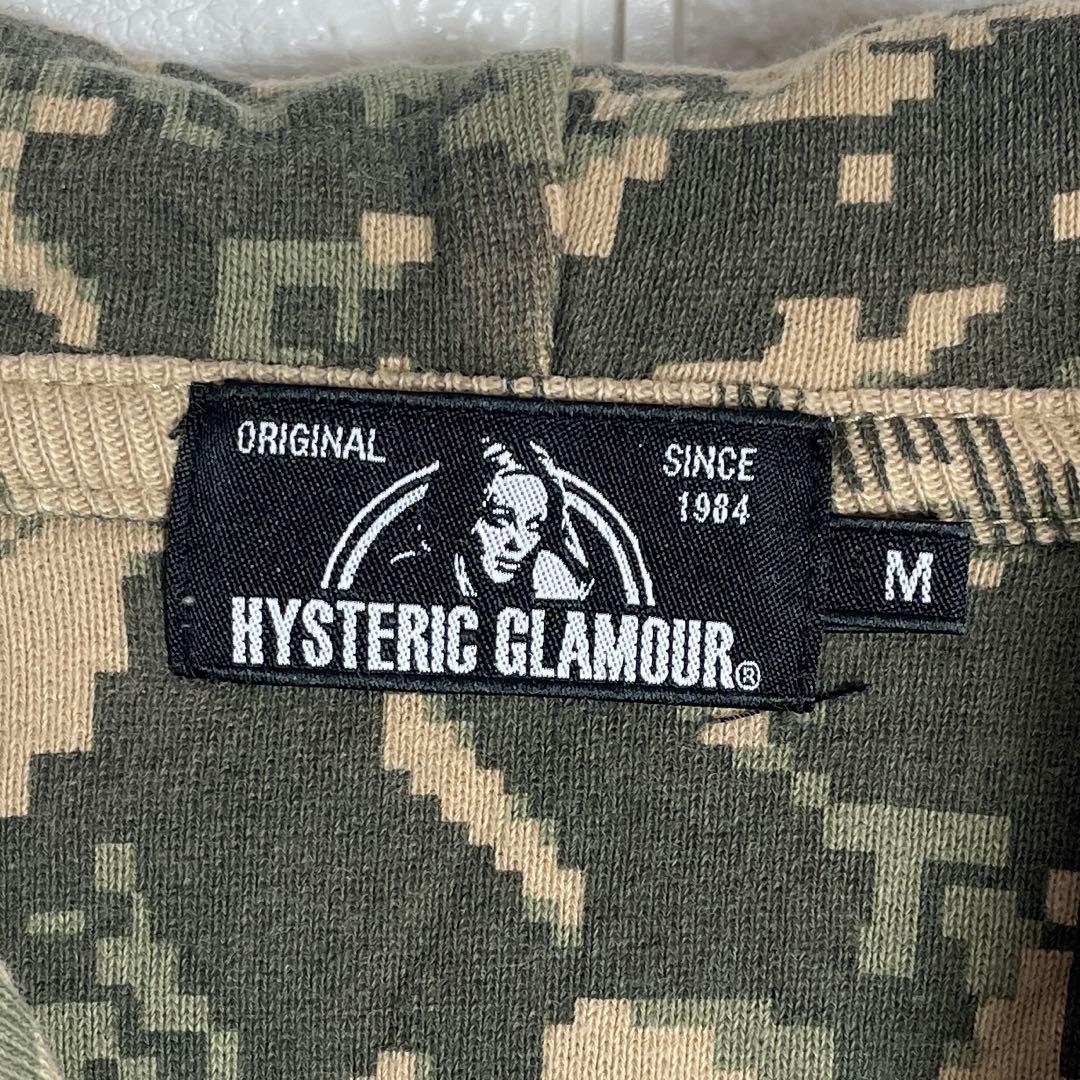 ORIGINAL
SINCE
1984
HYSTERIC GLAMOUR®
M